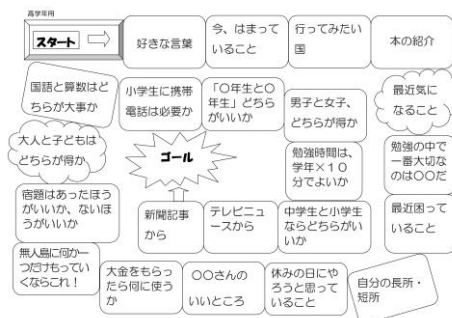 高学年用
スタート
好きな言葉
今、はまって
いること
行ってみたい
国
本の紹介
最近気に
なること
勉強の中で
一番大切な
のは○○だ
最近困って
いること
自分の長所・
短所
休みの日にや
ろうと思って
いること
○○さんの
いいところ
大金をもらっ
たら何に使う
か
無人島に何か一
つだけもってい
くならこれ！
宿題はあったほう
がいいか、ないほ
うがいいか
大人と子どもは
どちらが得か
国語と算数はど
ちらが大事か
小学生に携帯
電話は必要か
「○年生と○
年生」どちら
がいいか
男子と女子、
どちらが得か
勉強時間は、
学年×１０
分でよいか
中学生と小学生
ならどちらがい
いか
テレビニュ
ースから
新聞記事
から
ゴール